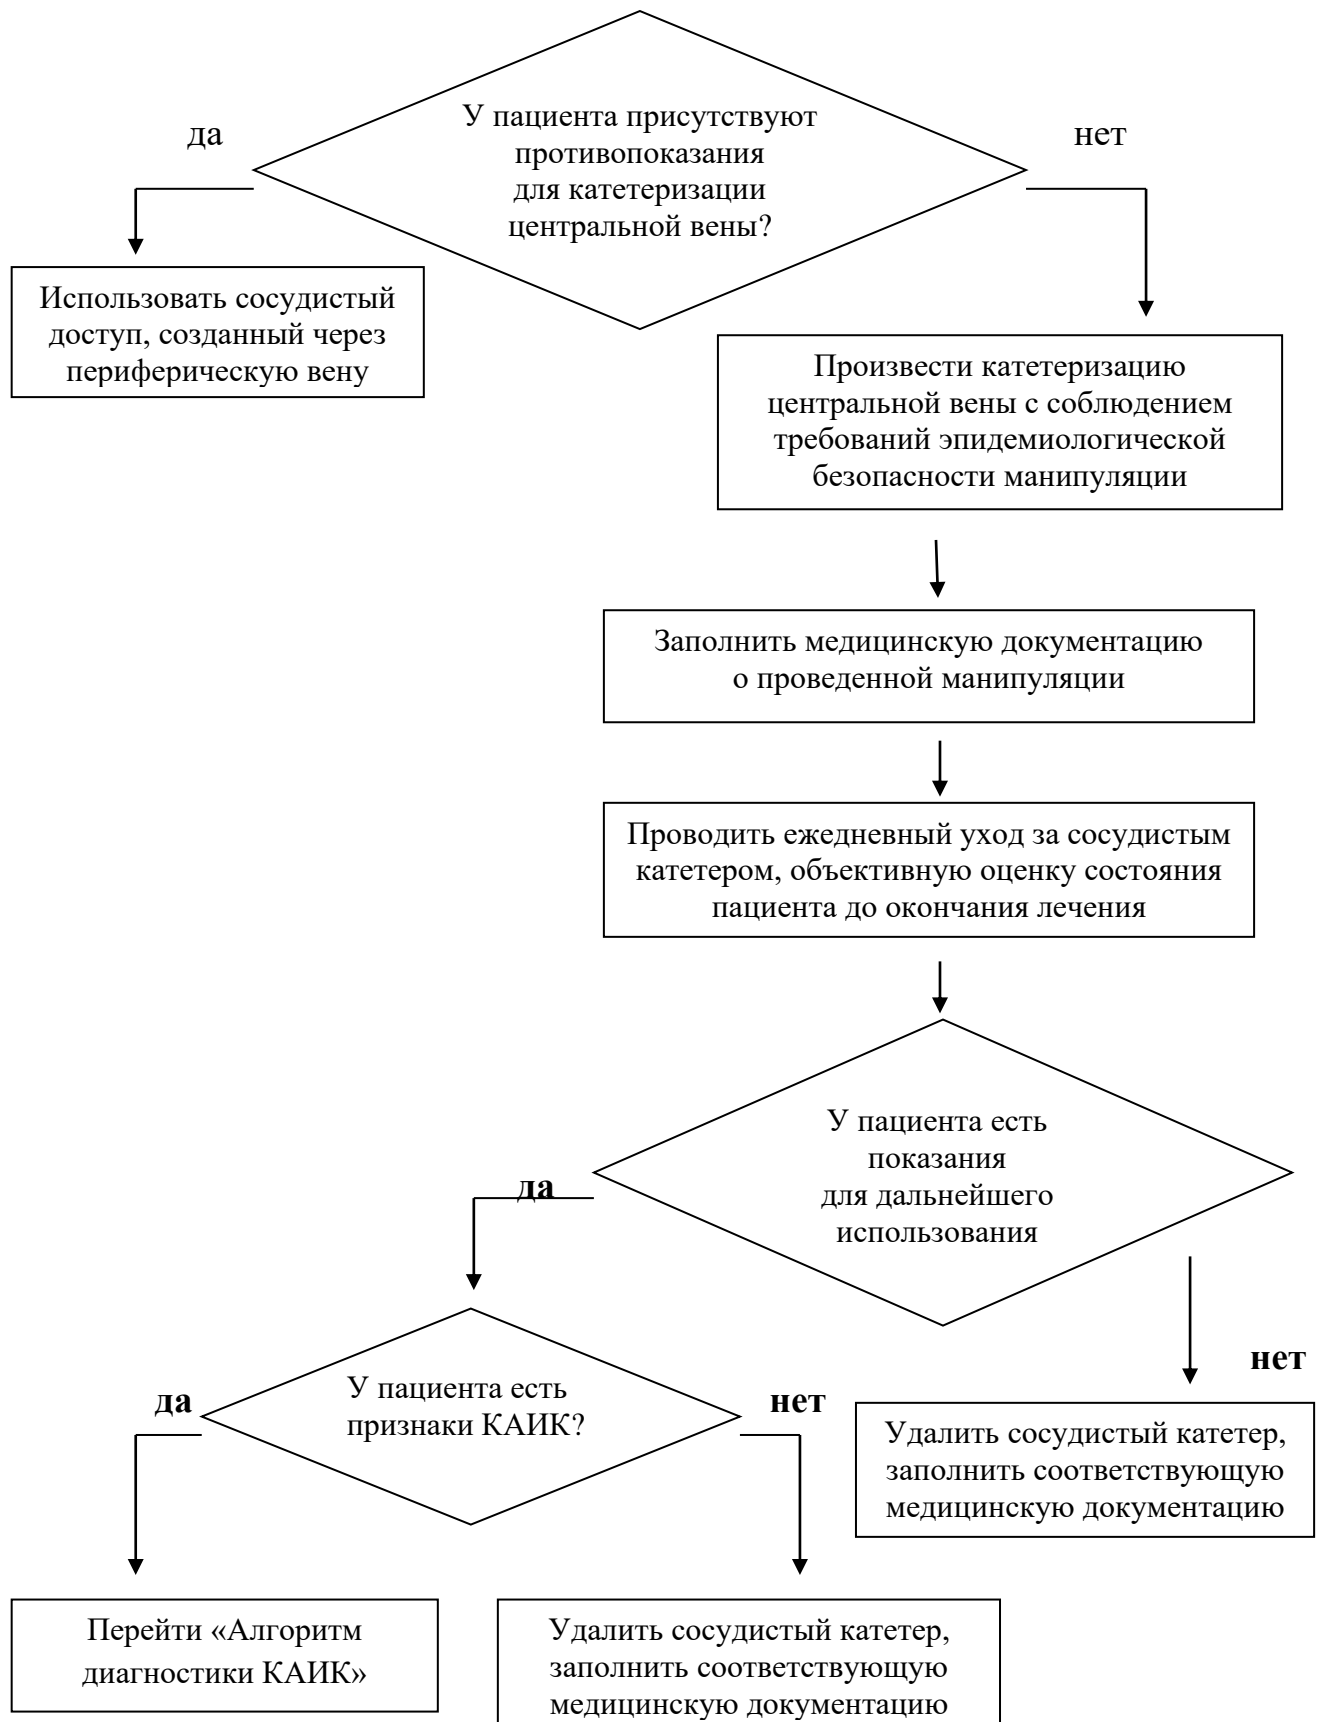 У пациента присутствуют
противопоказания
для катетеризации
центральной вены?
да
нет
Использовать сосудистый
доступ, созданный через
периферическую вену
Произвести катетеризацию
центральной вены с соблюдением
требований эпидемиологической
безопасности манипуляции
Заполнить медицинскую документацию
о проведенной манипуляции
Проводить ежедневный уход за сосудистым
катетером, объективную оценку состояния
пациента до окончания лечения
У пациента есть
показания
для дальнейшего
использования
да
нет
У пациента есть
признаки КАИК?
да
нет
Удалить сосудистый катетер,
заполнить соответствующую
медицинскую документацию
Перейти «Алгоритм
диагностики КАИК»
Удалить сосудистый катетер,
заполнить соответствующую
медицинскую документацию